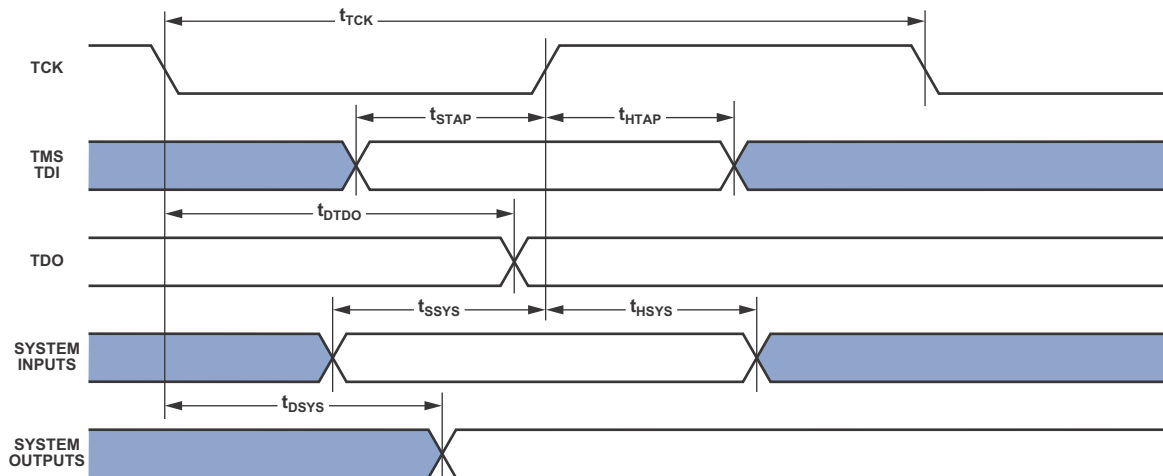 tTCK
TCK
tSTAP
tHTAP
TMS
TDI
tDTDO
TDO
tSSYS
tHSYS
SYSTEM
INPUTS
tDSYS
SYSTEM
OUTPUTS